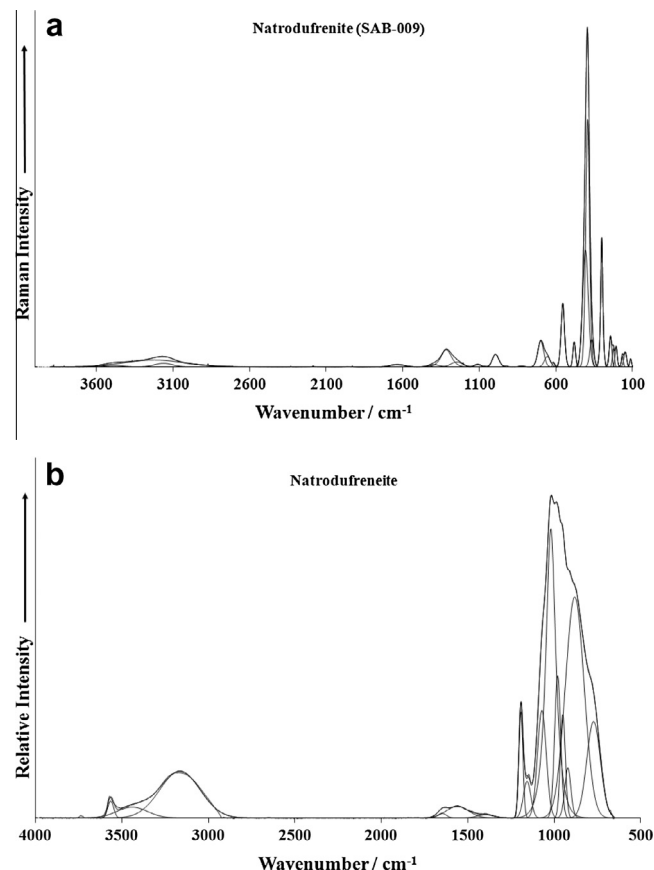 a
Natrodufrenite (SAB-009)
Raman Intensity
3600 3100 2600 2100 1600 1100 600 100
Wavenumber / cm-1
b
Natrodufreneite
Relative Intensity
4000 3500 3000 2500 2000 1500 1000 500
Wavenumber / cm-1